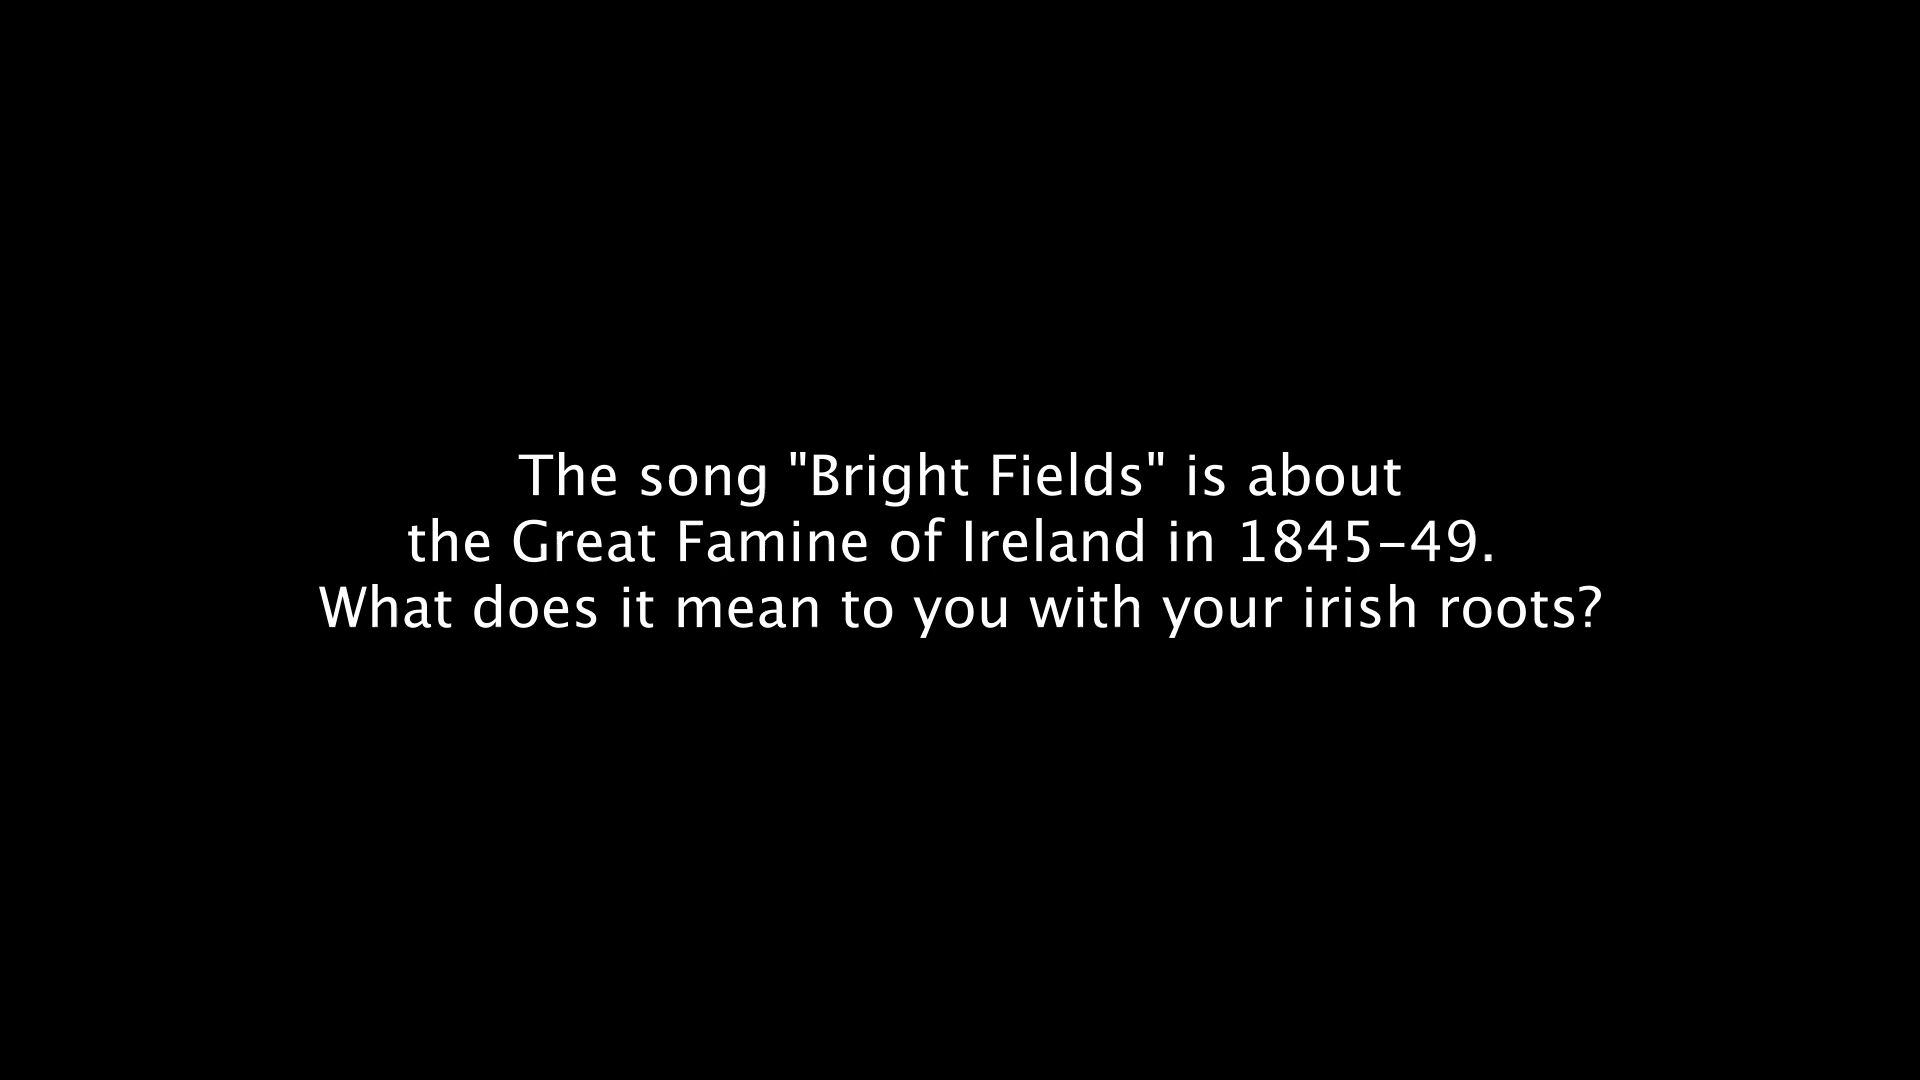 The song "Bright Fields" is about
the Great Famine of Ireland in 1845-49.
What does it mean to you with your irish roots?